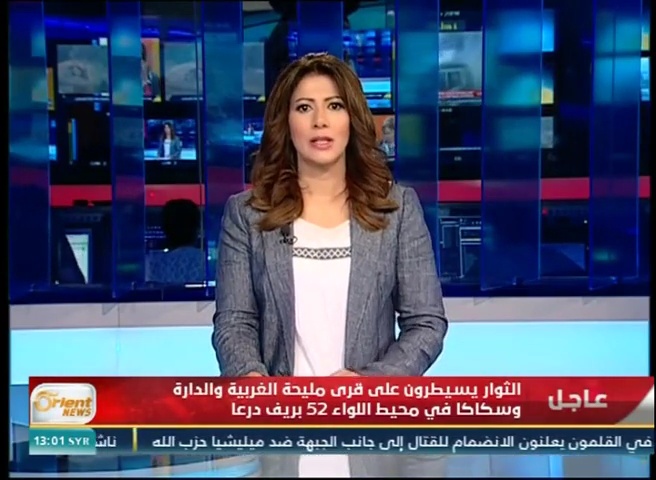 الثوار يسيطرون على قرى مليحة الغربية والدارة
وسكاكا في محيط اللواء 52 بريف درعا
عاجل
Orient
NEWS
13:01 SYR
في القلمون يعلنون الانضمام للقتال إلى جانب الجبهة ضد ميليشيا حزب الله